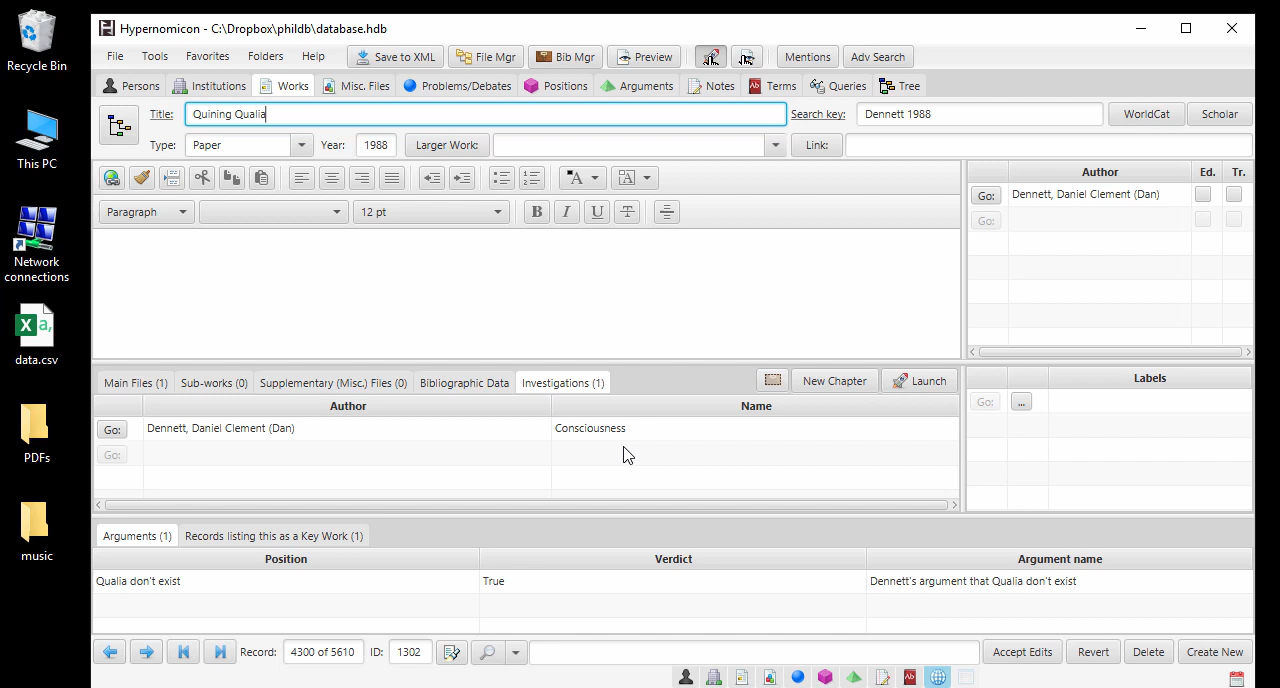 Recycle Bin
This PC
Network
connections
data.csv
PDFs
music
Hypernomicon - C:\Dropbox\phildb\database.hdb
File Tools Favorites Folders Help Save to XML File Mgr Bib Mgr Preview Mentions Adv Search
Persons Institutions Works Misc. Files Problems/Debates Positions Arguments Notes Terms Queries Tree
Title: Quining Qualia Search key: Dennett 1988 WorldCat Scholar
Type: Paper Year: 1988 Larger Work: Link:
Paragraph 12 pt B I U T
Author Ed. Tr.
Go: Dennett, Daniel Clement (Dan)
Go:
Main Files (1) Sub-works (0) Supplementary (Misc.) Files (0) Bibliographic Data Investigations (1) New Chapter Launch
Author Name
Go: Dennett, Daniel Clement (Dan) Consciousness
Go:
Labels
Go: ...
Arguments (1) Records listing this as a Key Work (1)
Position Verdict Argument name
Qualia don't exist True Dennett's argument that Qualia don't exist
Record: 4300 of 5610 ID: 1302 Accept Edits Revert Delete Create New